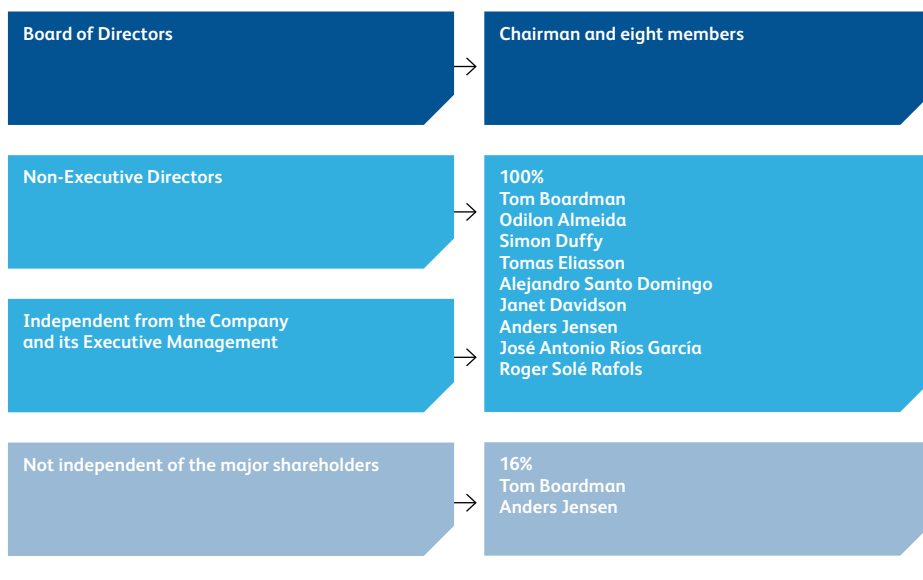 Board of Directors
Chairman and eight members
Non-Executive Directors
100%
Tom Boardman
Odilon Almeida
Simon Duffy
Tomas Eliasson
Alejandro Santo Domingo
Janet Davidson
Anders Jensen
José Antonio Ríos García
Roger Solé Rafols
Independent from the Company
and its Executive Management
Not independent of the major shareholders
16%
Tom Boardman
Anders Jensen